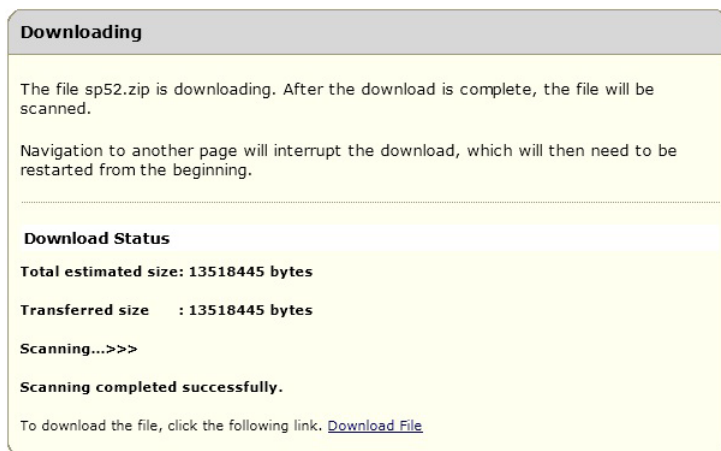 Downloading
The file sp52.zip is downloading. After the download is complete, the file will be
scanned.
Navigation to another page will interrupt the download, which will then need to be
restarted from the beginning.
Download Status
Total estimated size: 13518445 bytes
Transferred size : 13518445 bytes
Scanning...>>>
Scanning completed successfully.
To download the file, click the following link. Download File